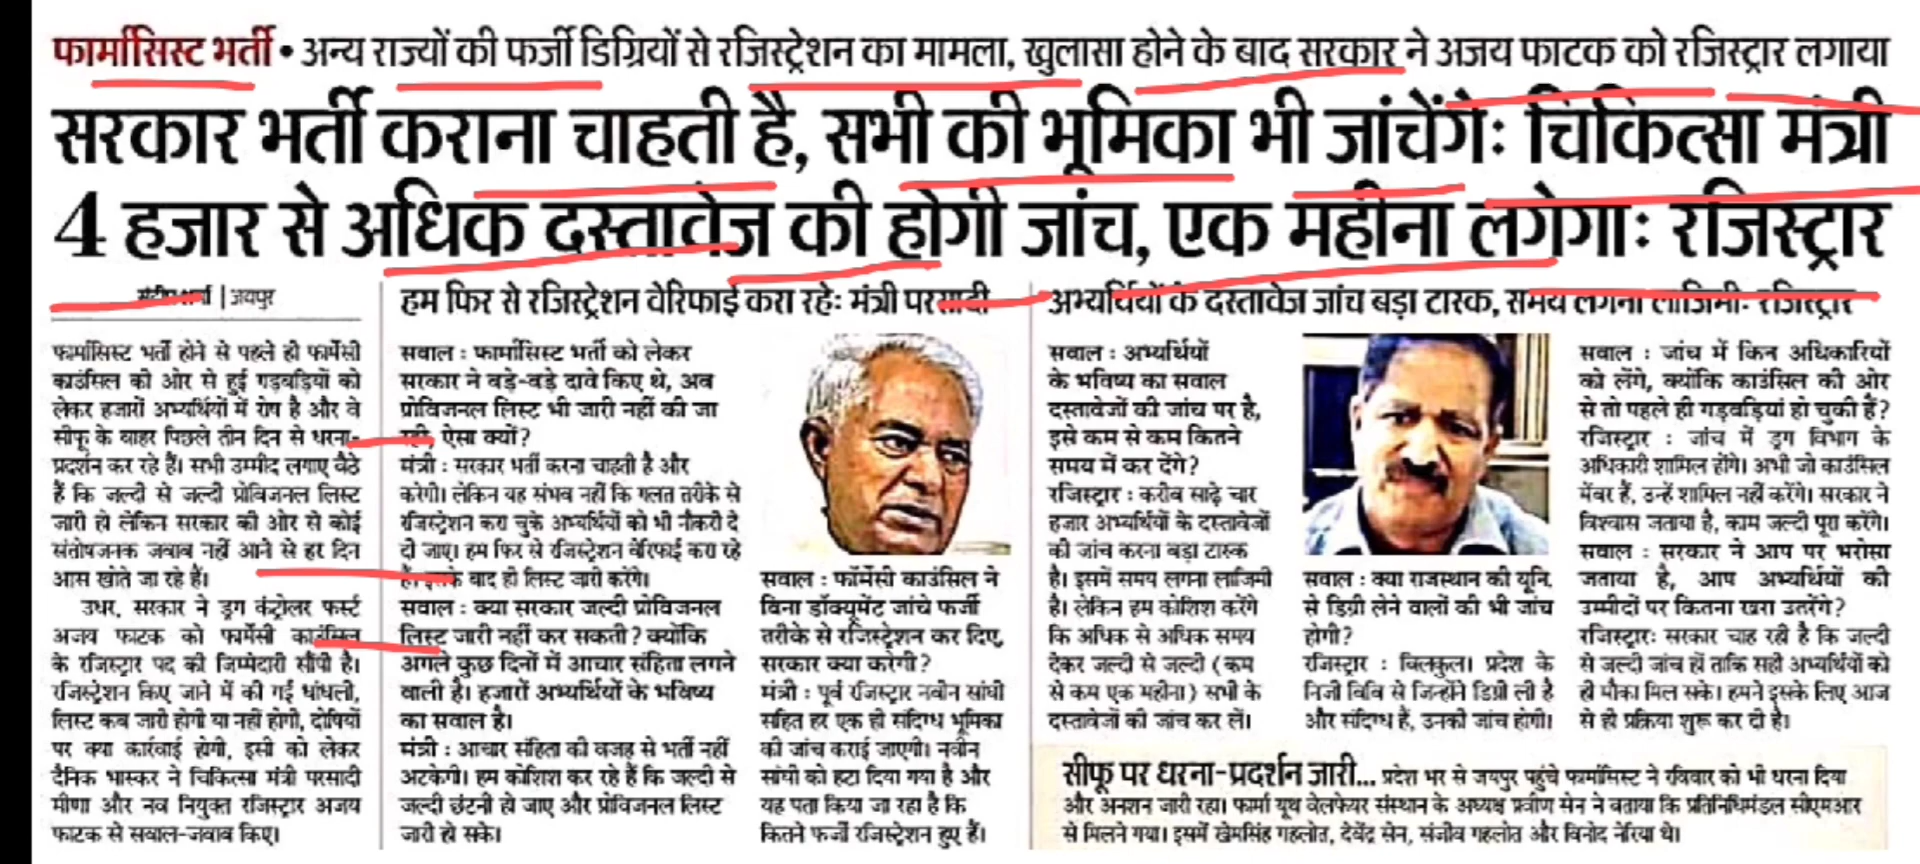 फार्मासिस्ट भर्ती • अन्य राज्यों की फर्जी डिग्रियों से रजिस्ट्रेशन का मामला, खुलासा होने के बाद सरकार ने अजय फाटक को रजिस्ट्रार लगाया
सरकार भर्ती कराना चाहती है, सभी की भूमिका भी जांचेंगेः चिकित्सा मंत्री
4 हजार से अधिक दस्तावेज की होगी जांच, एक महीना लगेगाः रजिस्ट्रार
संदीप शर्मा | जयपुर
फार्मासिस्ट भर्ती होने से पहले ही फार्मेसी
काउंसिल की ओर से हुई गड़बड़ियों को
लेकर हजारों अभ्यर्थियों में रोष है और वे
सीफू के बाहर पिछले तीन दिन से धरना-
प्रदर्शन कर रहे हैं। सभी उम्मीद लगाए बैठे
हैं कि जल्दी से जल्दी प्रोविजनल लिस्ट
जारी हो लेकिन सरकार की ओर से कोई
संतोषजनक जवाब नहीं आने से हर दिन
आस खोते जा रहे हैं।
उधर, सरकार ने ड्रग कंट्रोलर फर्स्ट
अजय फाटक को फार्मेसी काउंसिल
के रजिस्ट्रार पद की जिम्मेदारी सौंपी है।
रजिस्ट्रेशन किए जाने में की गई धांधली,
लिस्ट कब जारी होगी या नहीं होगी, दोषियों
पर क्या कार्रवाई होगी, इसी को लेकर
दैनिक भास्कर ने चिकित्सा मंत्री परसादी
मीणा और नव नियुक्त रजिस्ट्रार अजय
फाटक से सवाल-जवाब किए।
हम फिर से रजिस्ट्रेशन वेरिफाई करा रहेः मंत्री परसादी
सवाल : फार्मासिस्ट भर्ती को लेकर
सरकार ने बड़े-बड़े दावे किए थे, अब
प्रोविजनल लिस्ट भी जारी नहीं की जा
रही, ऐसा क्यों?
मंत्री : सरकार भर्ती करना चाहती है और
करेगी। लेकिन यह संभव नहीं कि गलत तरीके से
रजिस्ट्रेशन करा चुके अभ्यर्थियों को भी नौकरी दे
दी जाए। हम फिर से रजिस्ट्रेशन वेरिफाई करा रहे
हैं। इसके बाद ही लिस्ट जारी करेंगे।
सवाल : क्या सरकार जल्दी प्रोविजनल
लिस्ट जारी नहीं कर सकती? क्योंकि
अगले कुछ दिनों में आचार संहिता लगने
वाली है। हजारों अभ्यर्थियों के भविष्य
का सवाल है।
मंत्री : आचार संहिता की वजह से भर्ती नहीं
अटकेगी। हम कोशिश कर रहे हैं कि जल्दी से
जल्दी छंटनी हो जाए और प्रोविजनल लिस्ट
जारी हो सके।
सवाल : फॉर्मेसी काउंसिल ने
बिना डॉक्यूमेंट जांचे फर्जी
तरीके से रजिस्ट्रेशन कर दिए,
सरकार क्या करेगी?
मंत्री : पूर्व रजिस्ट्रार नवीन सांघी
सहित हर एक ही संदिग्ध भूमिका
की जांच कराई जाएगी। नवीन
सांघी को हटा दिया गया है और
यह पता किया जा रहा है कि
कितने फर्जी रजिस्ट्रेशन हुए हैं।
अभ्यर्थियों के दस्तावेज जांच बड़ा टास्क, समय लगना लाजिमीः रजिस्ट्रार
सवाल : अभ्यर्थियों
के भविष्य का सवाल
दस्तावेजों की जांच पर है,
इसे कम से कम कितने
समय में कर देंगे?
रजिस्ट्रार : करीब साढ़े चार
हजार अभ्यर्थियों के दस्तावेजों
की जांच करना बड़ा टास्क
है। इसमें समय लगना लाजिमी
है। लेकिन हम कोशिश करेंगे
कि अधिक से अधिक समय
देकर जल्दी से जल्दी (कम
से कम एक महीना) सभी के
दस्तावेजों की जांच कर लें।
सवाल : क्या राजस्थान की यूनि.
से डिग्री लेने वालों की भी जांच
होगी?
रजिस्ट्रार : बिलकुल। प्रदेश के
निजी विवि से जिन्होंने डिग्री ली है
और संदिग्ध हैं, उनकी जांच होगी।
सवाल : जांच में किन अधिकारियों
को लेंगे, क्योंकि काउंसिल की ओर
से तो पहले ही गड़बड़ियां हो चुकी हैं?
रजिस्ट्रार : जांच में ड्रग विभाग के
अधिकारी शामिल होंगे। अभी जो काउंसिल
मेंबर हैं, उन्हें शामिल नहीं करेंगे। सरकार ने
विश्वास जताया है, काम जल्दी पूरा करेंगे।
सवाल : सरकार ने आप पर भरोसा
जताया है, आप अभ्यर्थियों की
उम्मीदों पर कितना खरा उतरेंगे?
रजिस्ट्रारः सरकार चाह रही है कि जल्दी
से जल्दी जांच हों ताकि सही अभ्यर्थियों को
ही मौका मिल सके। हमने इसके लिए आज
से ही प्रक्रिया शुरू कर दी है।
सीफू पर धरना-प्रदर्शन जारी... प्रदेश भर से जयपुर पहुंचे फार्मासिस्ट ने रविवार को भी धरना दिया
और अनशन जारी रहा। फार्मा यूथ वेलफेयर संस्थान के अध्यक्ष प्रवीण सेन ने बताया कि प्रतिनिधिमंडल सीएमआर
से मिलने गया। इसमें खेमसिंह गहलोत, देवेंद्र सेन, संजीव गहलोत और विनोद नेरिया थे।